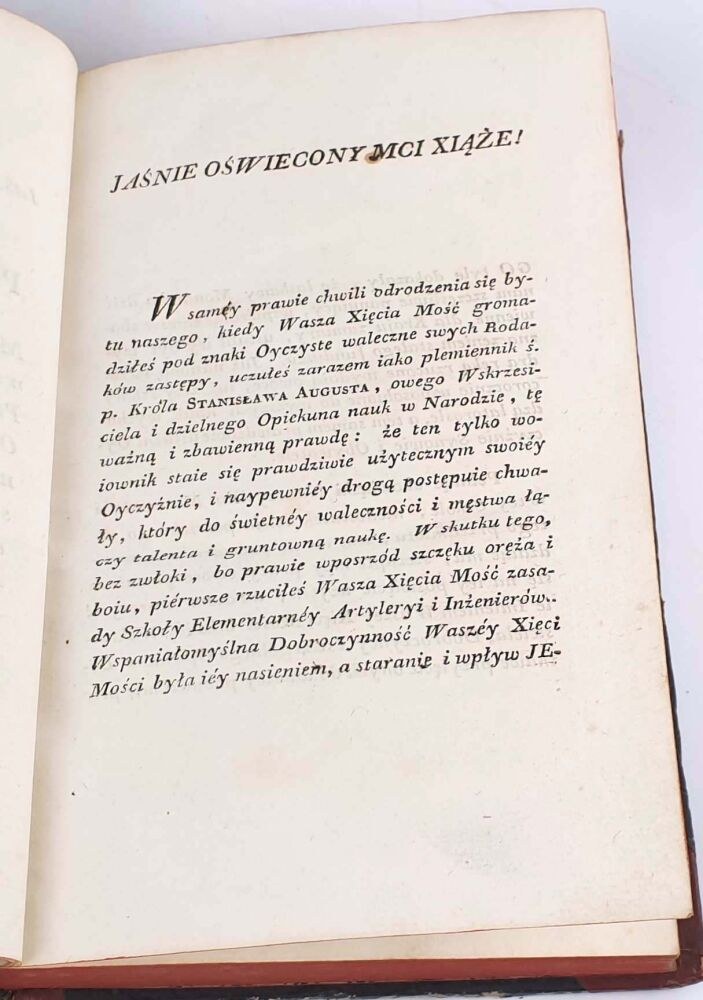 JAŚNIE OŚWIECONY MCI XIĄŻE!
W saméy prawie chwili odrodzenia się by-
tu naszego, kiedy Wasza Xięcia Mość groma-
dziłeś pod znaki Oyczyste waleczne swych Roda-
ków zastępy, uczułeś zarazem iako plemiennik ś.
p. Króla STANISŁAWA AUGUSTA, owego Wskrzesi-
ciela i dzielnego Opiekuna nauk w Narodzie, tę
ważną i zbawienną prawdę: że ten tylko wo-
iownik staie się prawdziwie użytecznym swoiéy
Oyczyźnie, i naypewniéy drogą postępuie chwa-
ły, który do świetnéy waleczności i męstwa łą-
czy talenta i gruntowną naukę. W skutku tego,
bez zwłoki, bo prawie wpośrzód szczęku oręża i
boiu, piérwsze rzuciłeś Wasza Xięcia Mość zasa-
dy Szkoły Elementarnéy Artyleryi i Inżenierów.
Wspaniałomyślna Dobroczynność Waszéy Xięci
Mości była iéy nasieniem, a staranie i wpływ JE-